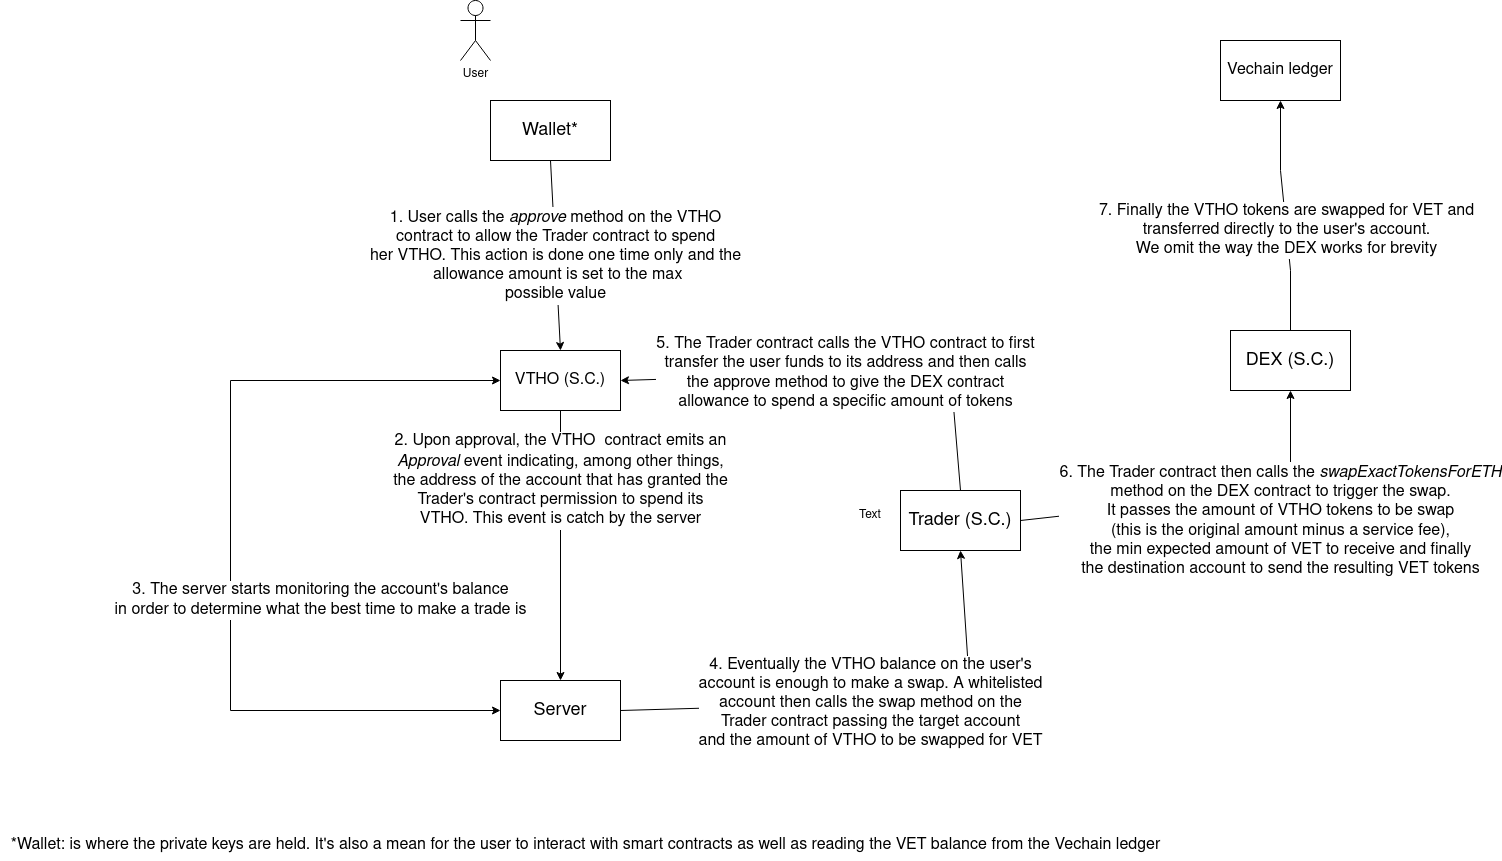 User
Wallet*
1. User calls the approve method on the VTHO
contract to allow the Trader contract to spend
her VTHO. This action is done one time only and the
allowance amount is set to the max
possible value
VTHO (S.C.)
2. Upon approval, the VTHO  contract emits an
Approval event indicating, among other things,
the address of the account that has granted the
Trader's contract permission to spend its
VTHO. This event is catch by the server
3. The server starts monitoring the account's balance
in order to determine what the best time to make a trade is
Server
4. Eventually the VTHO balance on the user's
account is enough to make a swap. A whitelisted
account then calls the swap method on the
Trader contract passing the target account
and the amount of VTHO to be swapped for VET
Text
Trader (S.C.)
5. The Trader contract calls the VTHO contract to first
transfer the user funds to its address and then calls
the approve method to give the DEX contract
allowance to spend a specific amount of tokens
6. The Trader contract then calls the swapExactTokensForETH
method on the DEX contract to trigger the swap.
It passes the amount of VTHO tokens to be swap
(this is the original amount minus a service fee),
the min expected amount of VET to receive and finally
the destination account to send the resulting VET tokens
DEX (S.C.)
7. Finally the VTHO tokens are swapped for VET and
transferred directly to the user's account.
We omit the way the DEX works for brevity
Vechain ledger
*Wallet: is where the private keys are held. It's also a mean for the user to interact with smart contracts as well as reading the VET balance from the Vechain ledger